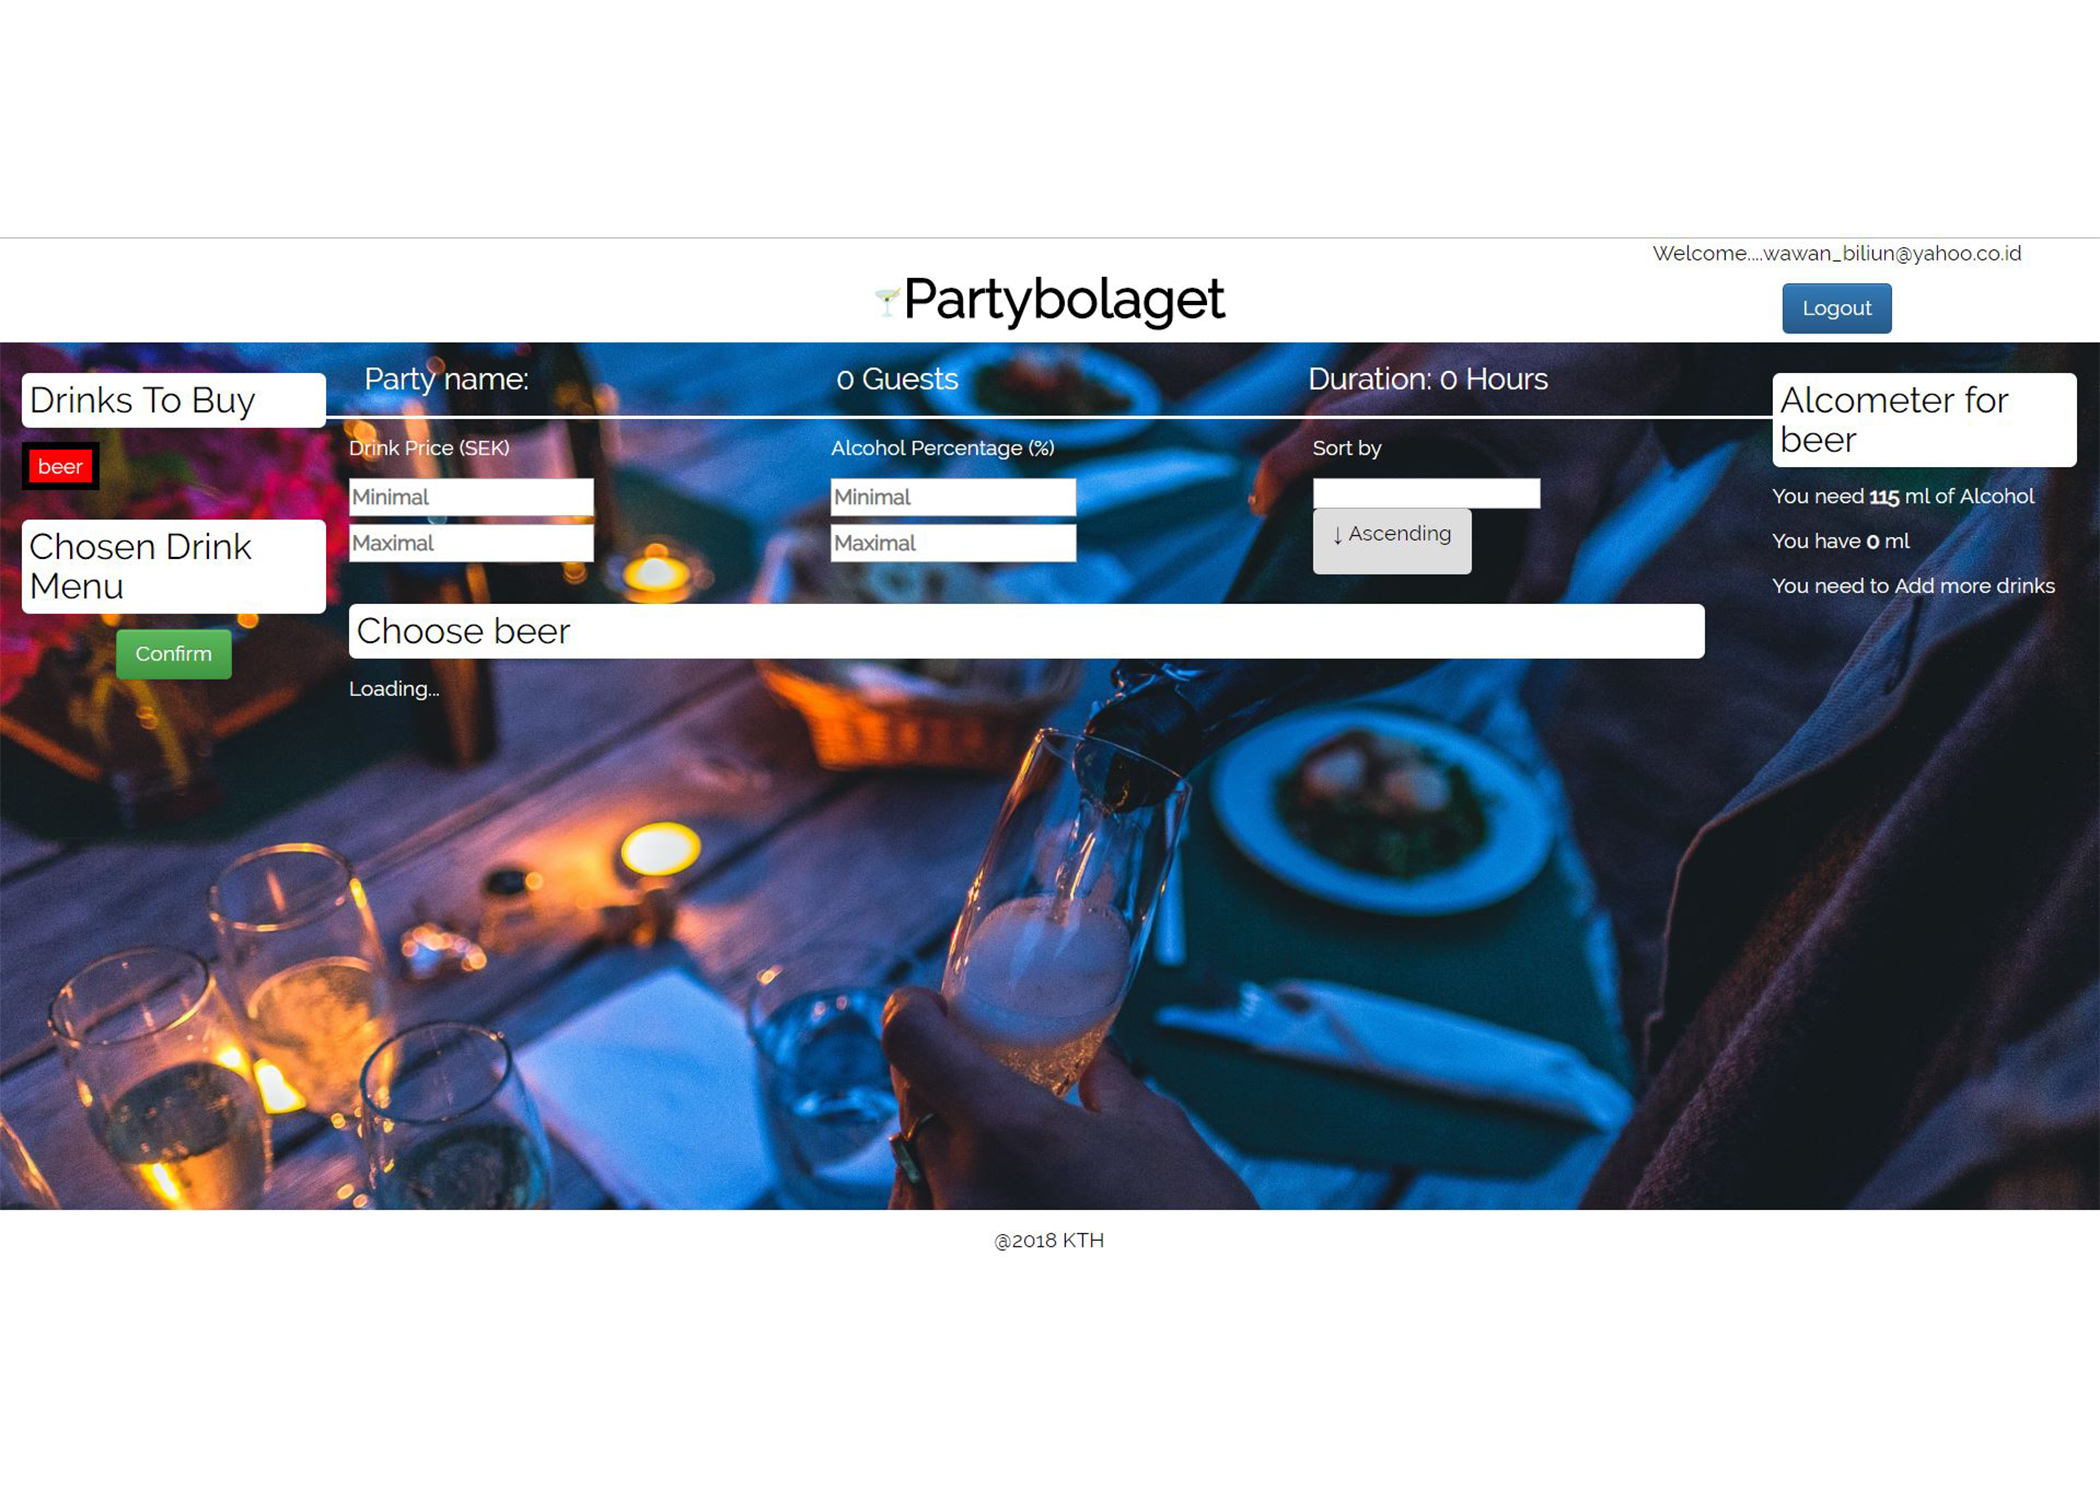 Welcome....wawan_biliun@yahoo.co.id
Partybolaget
Logout
Party name:
0 Guests
Duration: 0 Hours
Drinks To Buy
beer
Chosen Drink
Menu
Confirm
Drink Price (SEK)
Minimal
Maximal
Alcohol Percentage (%)
Minimal
Maximal
Sort by
↓ Ascending
Choose beer
Loading...
Alcometer for
beer
You need 115 ml of Alcohol
You have 0 ml
You need to Add more drinks
@2018 KTH